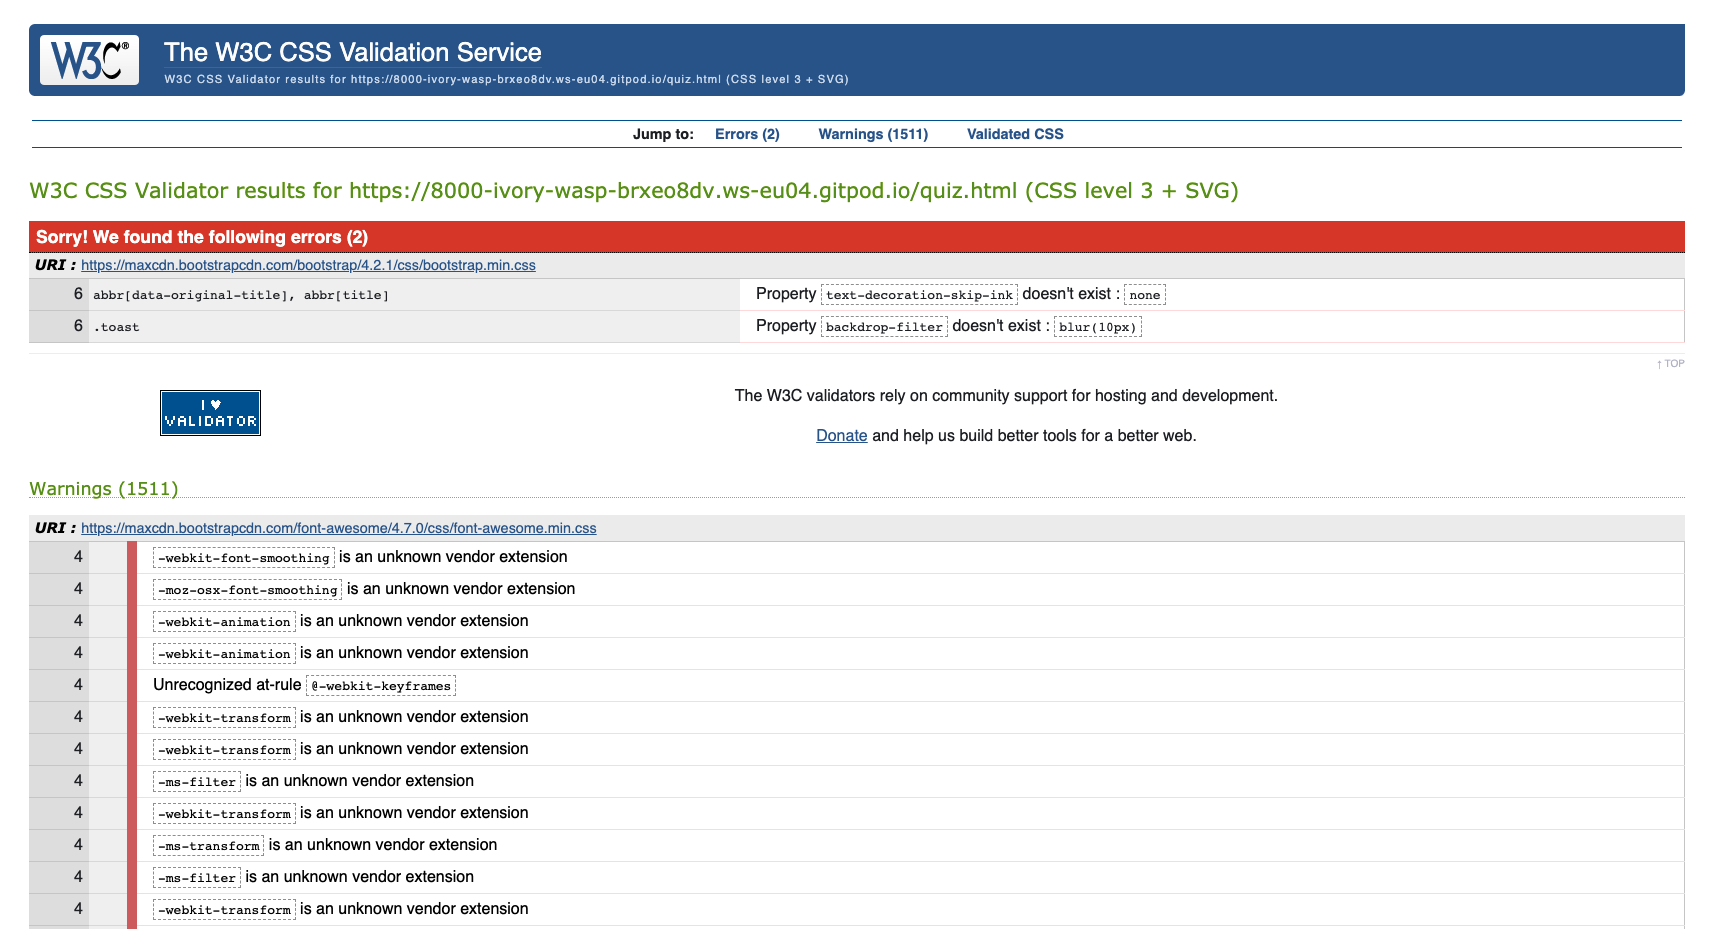 W3C®
The W3C CSS Validation Service
W3C CSS Validator results for https://8000-ivory-wasp-brxeo8dv.ws-eu04.gitpod.io/quiz.html (CSS level 3 + SVG)
Jump to: Errors (2) Warnings (1511) Validated CSS
W3C CSS Validator results for https://8000-ivory-wasp-brxeo8dv.ws-eu04.gitpod.io/quiz.html (CSS level 3 + SVG)
Sorry! We found the following errors (2)
URI : https://maxcdn.bootstrapcdn.com/bootstrap/4.2.1/css/bootstrap.min.css
6 abbr[data-original-title], abbr[title] Property text-decoration-skip-ink doesn't exist : none
6 .toast Property backdrop-filter doesn't exist : blur(10px)
↑ TOP
I ♥
VALIDATOR
The W3C validators rely on community support for hosting and development.
Donate and help us build better tools for a better web.
Warnings (1511)
URI : https://maxcdn.bootstrapcdn.com/font-awesome/4.7.0/css/font-awesome.min.css
4 -webkit-font-smoothing is an unknown vendor extension
4 -moz-osx-font-smoothing is an unknown vendor extension
4 -webkit-animation is an unknown vendor extension
4 -webkit-animation is an unknown vendor extension
4 Unrecognized at-rule @-webkit-keyframes
4 -webkit-transform is an unknown vendor extension
4 -webkit-transform is an unknown vendor extension
4 -ms-filter is an unknown vendor extension
4 -webkit-transform is an unknown vendor extension
4 -ms-transform is an unknown vendor extension
4 -ms-filter is an unknown vendor extension
4 -webkit-transform is an unknown vendor extension